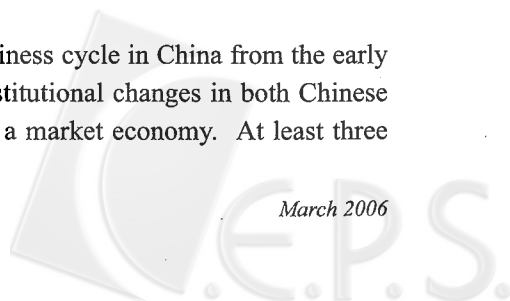 iness cycle in China from the early
stitutional changes in both Chinese
a market economy. At least three
March 2006
C.E.P.S.